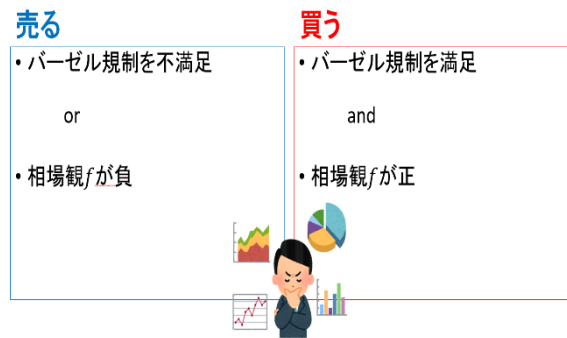 売る
• バーゼル規制を不満足
or
• 相場観fが負
買う
• バーゼル規制を満足
and
• 相場観fが正